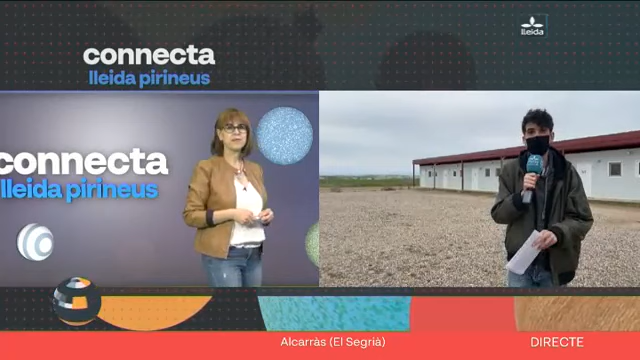 connecta
lleida pirineus
lleida
connecta
lleida pirineus
Alcarràs (El Segrià)
DIRECTE